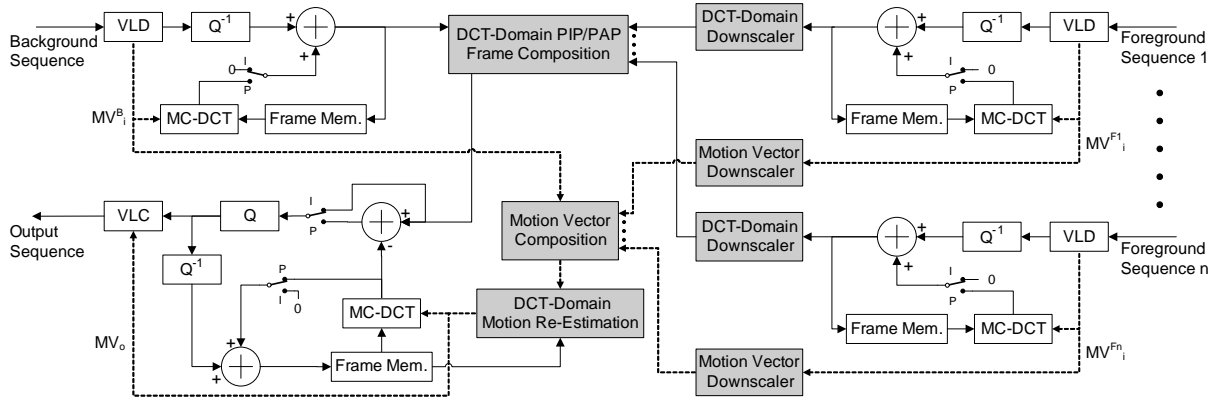 Background
Sequence
VLD
Q-1
+
+
I
0
P
MVBi
MC-DCT
Frame Mem.
DCT-Domain PIP/PAP
Frame Composition
DCT-Domain
Downscaler
+
+
Q-1
VLD
Foreground
Sequence 1
I
0
P
Frame Mem.
MC-DCT
MVF1i
Motion Vector
Downscaler
Output
Sequence
VLC
Q
I
P
+
-
Q-1
P
I
0
MC-DCT
+
+
Frame Mem.
MVo
Motion Vector
Composition
DCT-Domain
Motion Re-Estimation
DCT-Domain
Downscaler
+
+
Q-1
VLD
Foreground
Sequence n
I
0
P
Frame Mem.
MC-DCT
MVFni
Motion Vector
Downscaler